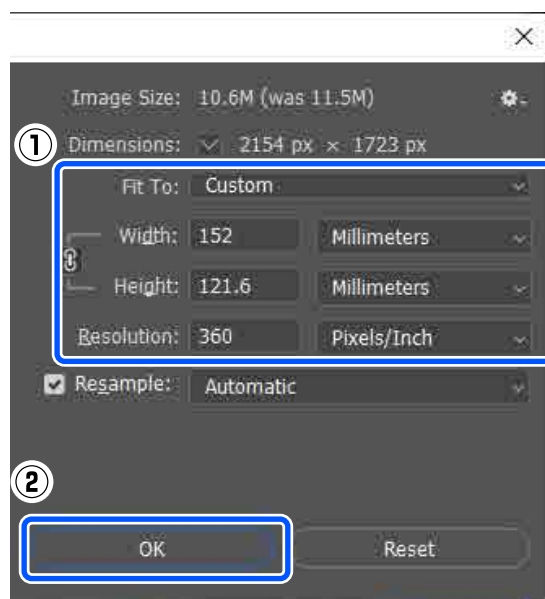 Image Size: 10.6M (was 11.5M)
① Dimensions: 2154 px × 1723 px
Fit To: Custom
Width: 152 Millimeters
Height: 121.6 Millimeters
Resolution: 360 Pixels/Inch
Resample: Automatic
②
OK Reset